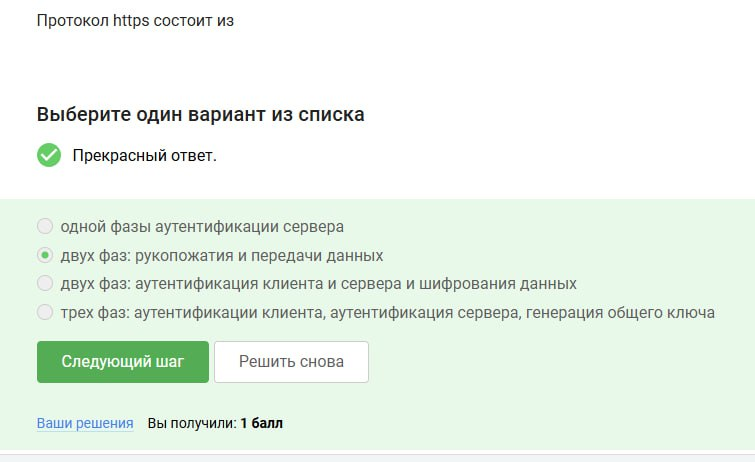 Протокол https состоит из
Выберите один вариант из списка
Прекрасный ответ.
одной фазы аутентификации сервера
двух фаз: рукопожатия и передачи данных
двух фаз: аутентификация клиента и сервера и шифрования данных
трех фаз: аутентификации клиента, аутентификация сервера, генерация общего ключа
Следующий шаг Решить снова
Ваши решения Вы получили: 1 балл